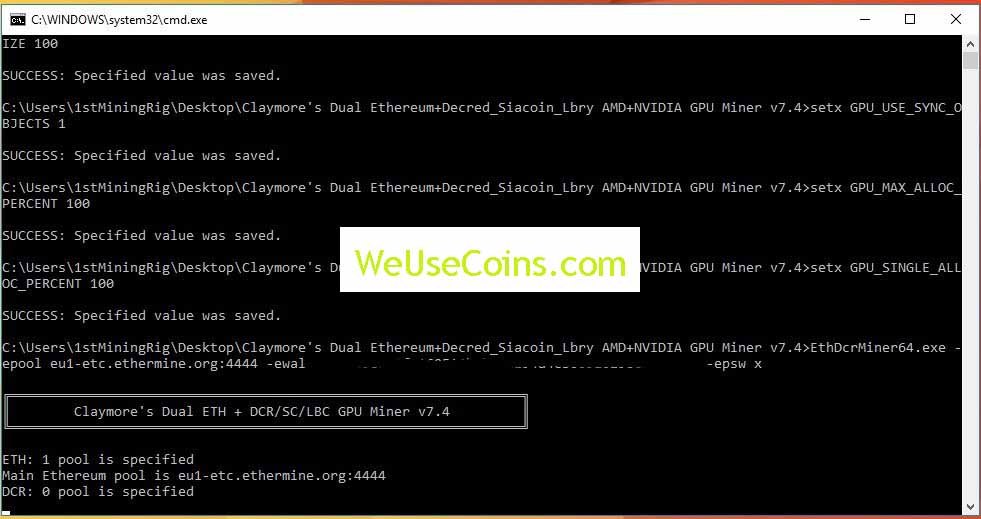 C:\WINDOWS\system32\cmd.exe
IZE 100
SUCCESS: Specified value was saved.
C:\Users\1stMiningRig\Desktop\Claymore's Dual Ethereum+Decred_Siacoin_Lbry AMD+NVIDIA GPU Miner v7.4>setx GPU_USE_SYNC_O
BJECTS 1
SUCCESS: Specified value was saved.
C:\Users\1stMiningRig\Desktop\Claymore's Dual Ethereum+Decred_Siacoin_Lbry AMD+NVIDIA GPU Miner v7.4>setx GPU_MAX_ALLOC_
PERCENT 100
SUCCESS: Specified value was saved.
WeUseCoins.com
C:\Users\1stMiningRig\Desktop\Claymore's GPU Miner v7.4>setx GPU_SINGLE_ALL
OC_PERCENT 100
SUCCESS: Specified value was saved.
C:\Users\1stMiningRig\Desktop\Claymore's Dual Ethereum+Decred_Siacoin_Lbry AMD+NVIDIA GPU Miner v7.4>EthDcrMiner64.exe -
epool eu1-etc.ethermine.org:4444 -ewal -epsw x
Claymore's Dual ETH + DCR/SC/LBC GPU Miner v7.4
ETH: 1 pool is specified
Main Ethereum pool is eu1-etc.ethermine.org:4444
DCR: 0 pool is specified